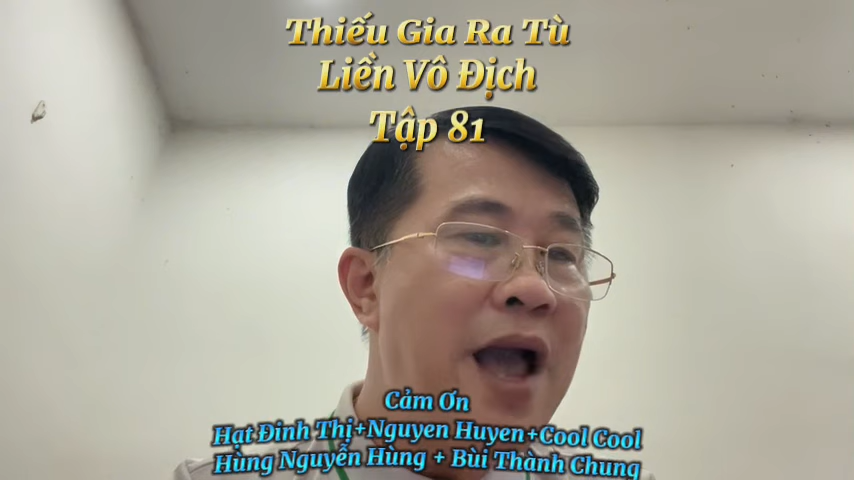 Thiếu Gia Ra Tù
Liền Vô Địch
Tập 81
Cảm Ơn
Hạt Đinh Thị+Nguyen Huyen+Cool Cool
Hùng Nguyễn Hùng + Bùi Thành Chung